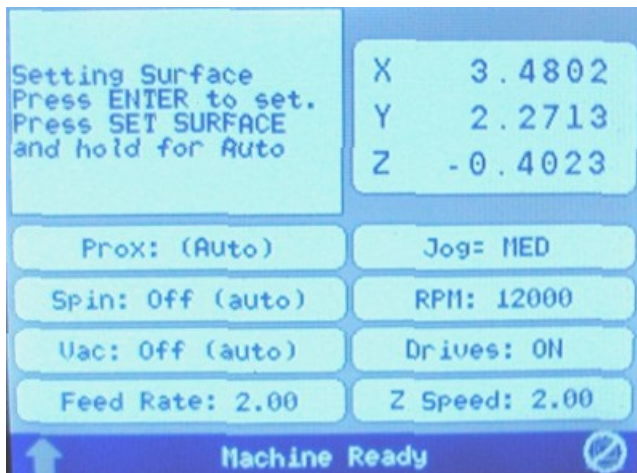 Setting Surface
Press ENTER to set.
Press SET SURFACE
and hold for Auto
X 3.4802
Y 2.2713
Z -0.4023
Prox: (Auto)
Jog= MED
Spin: Off (auto)
RPM: 12000
Vac: Off (auto)
Drives: ON
Feed Rate: 2.00
Z Speed: 2.00
Machine Ready